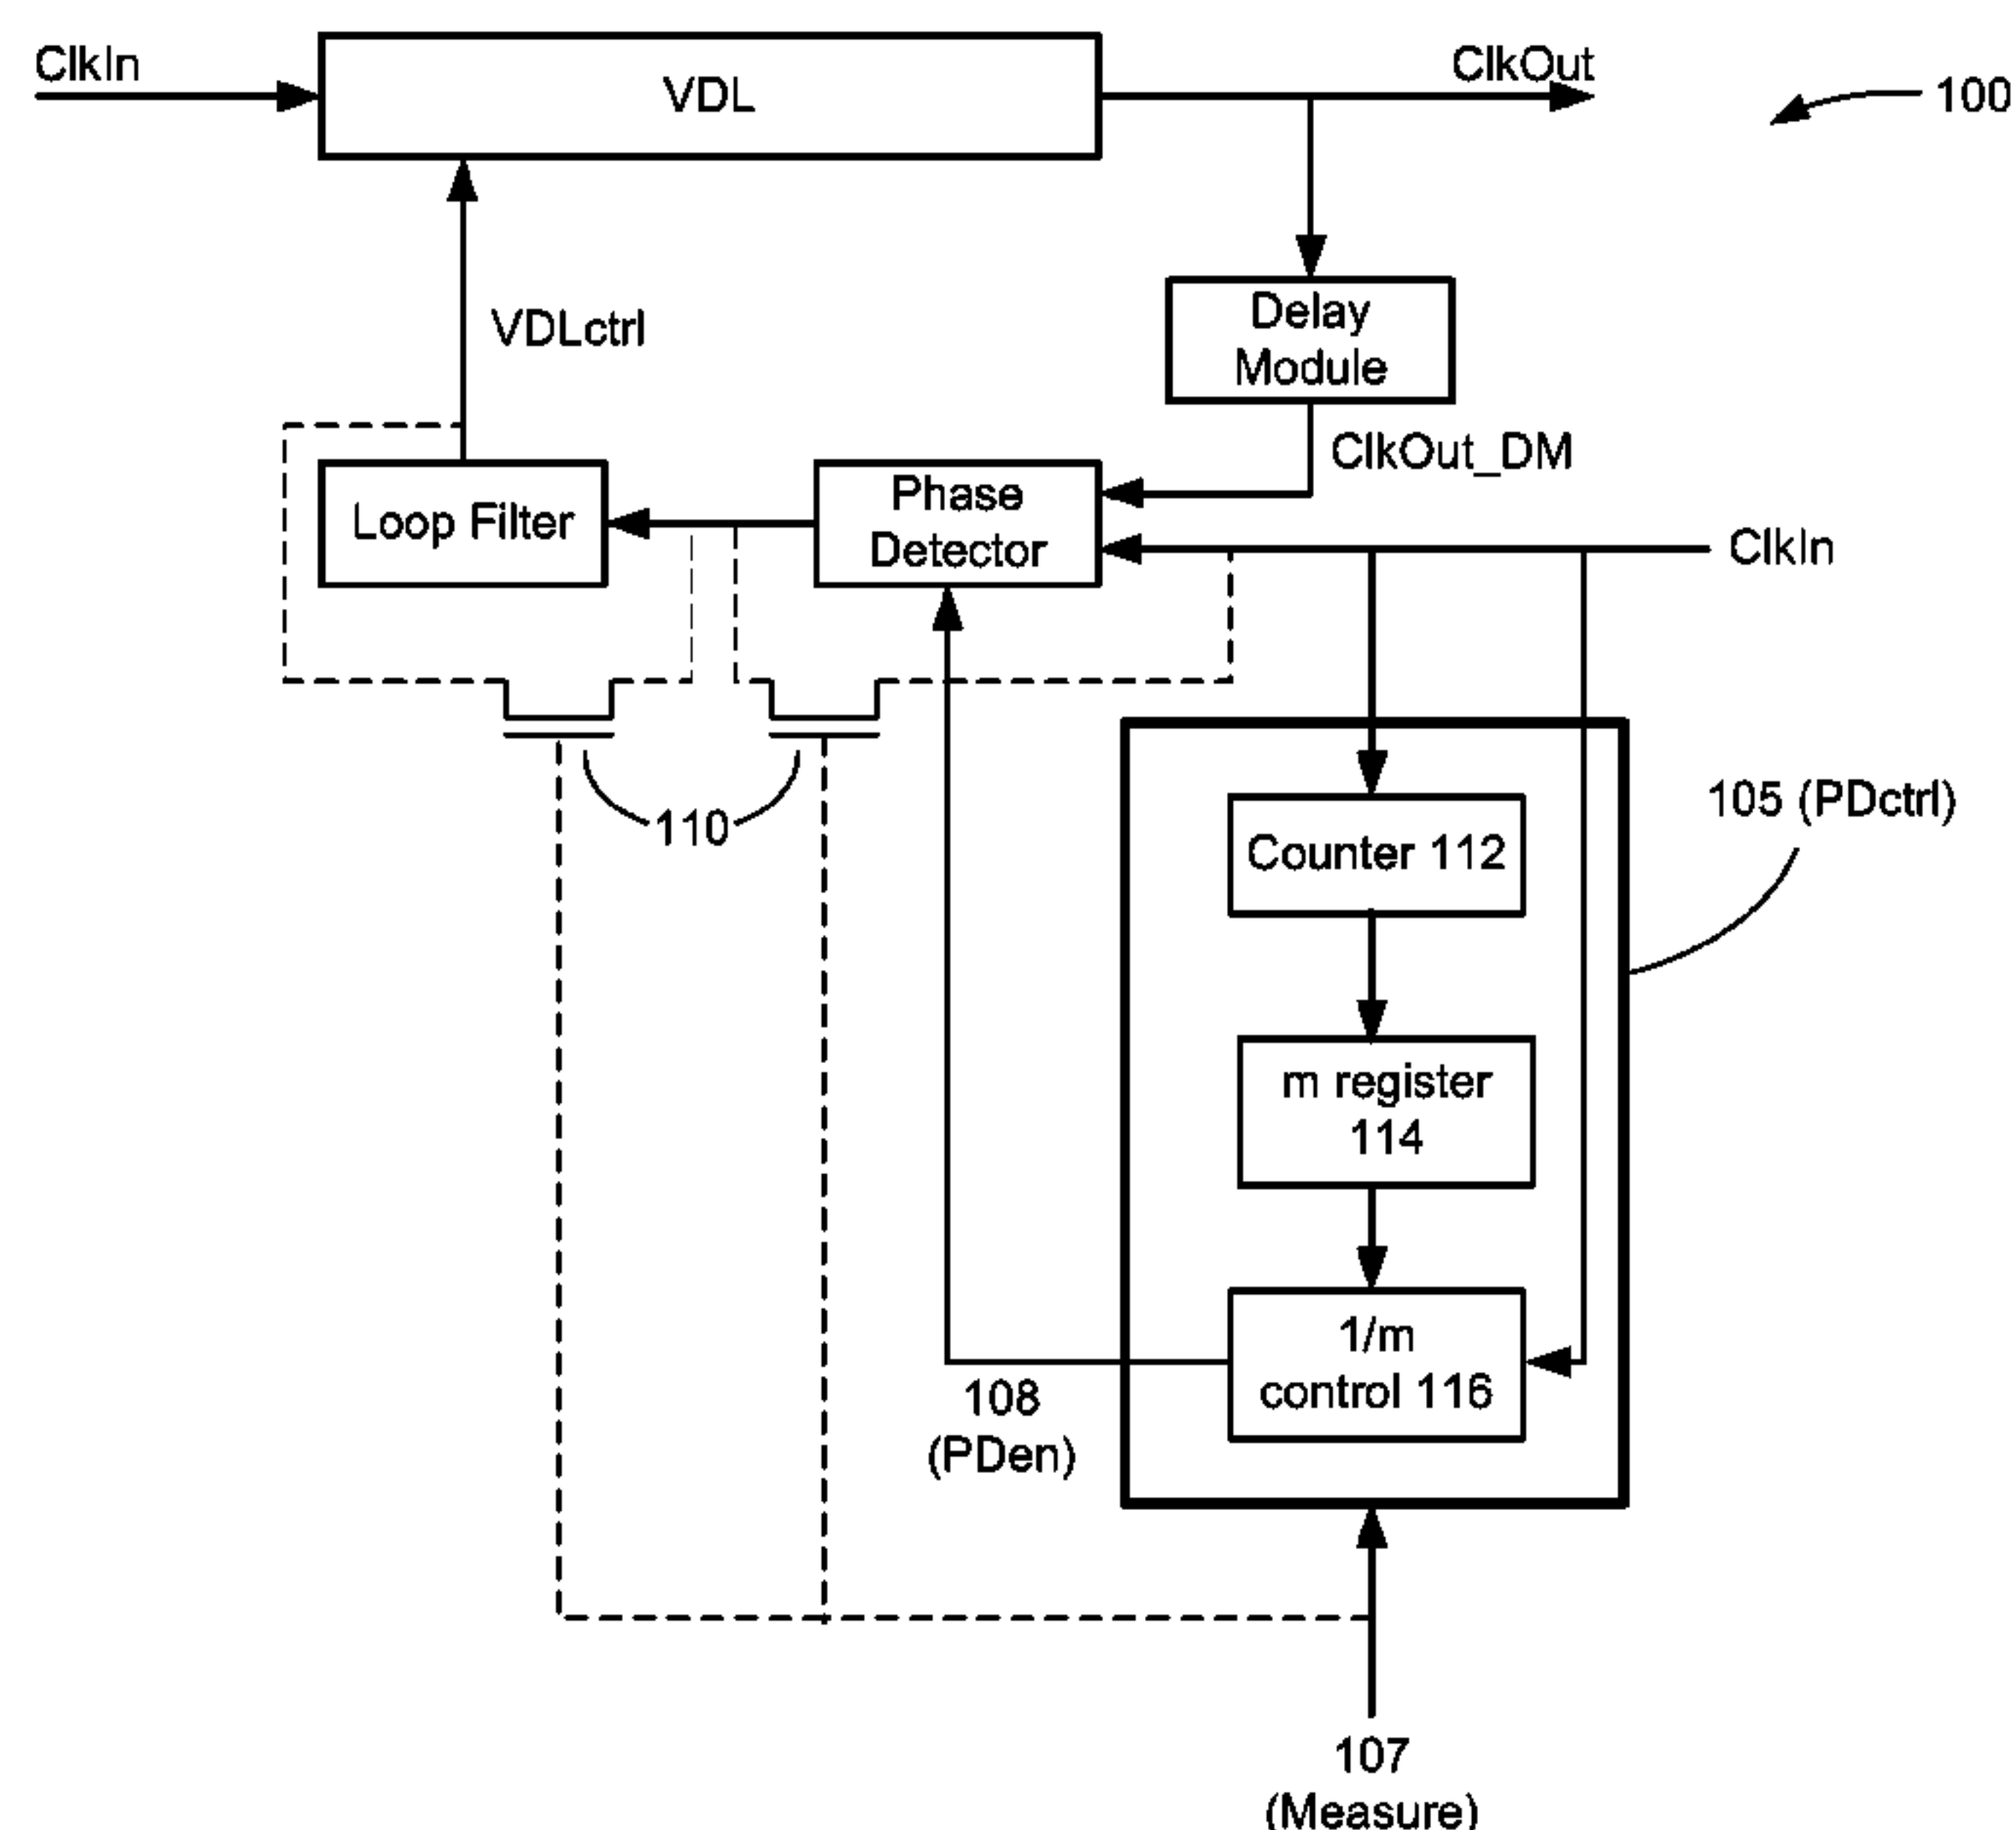 ClkIn
VDL
ClkOut
100
VDLctrl
Delay
Module
ClkOut_DM
Loop Filter
Phase
Detector
ClkIn
110
105 (PDctrl)
Counter 112
m register
114
1/m
control 116
108
(PDen)
107
(Measure)